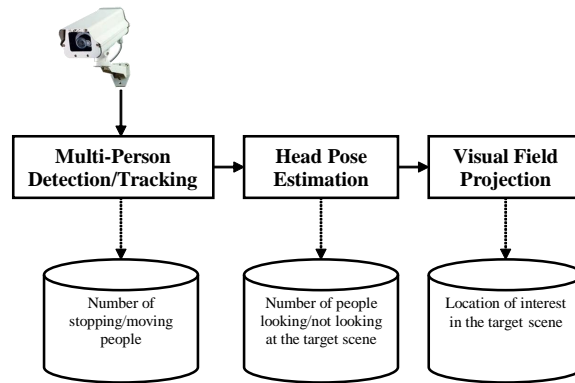 Multi-Person
Detection/Tracking
Head Pose
Estimation
Visual Field
Projection
Number of
stopping/moving
people
Number of people
looking/not looking
at the target scene
Location of interest
in the target scene